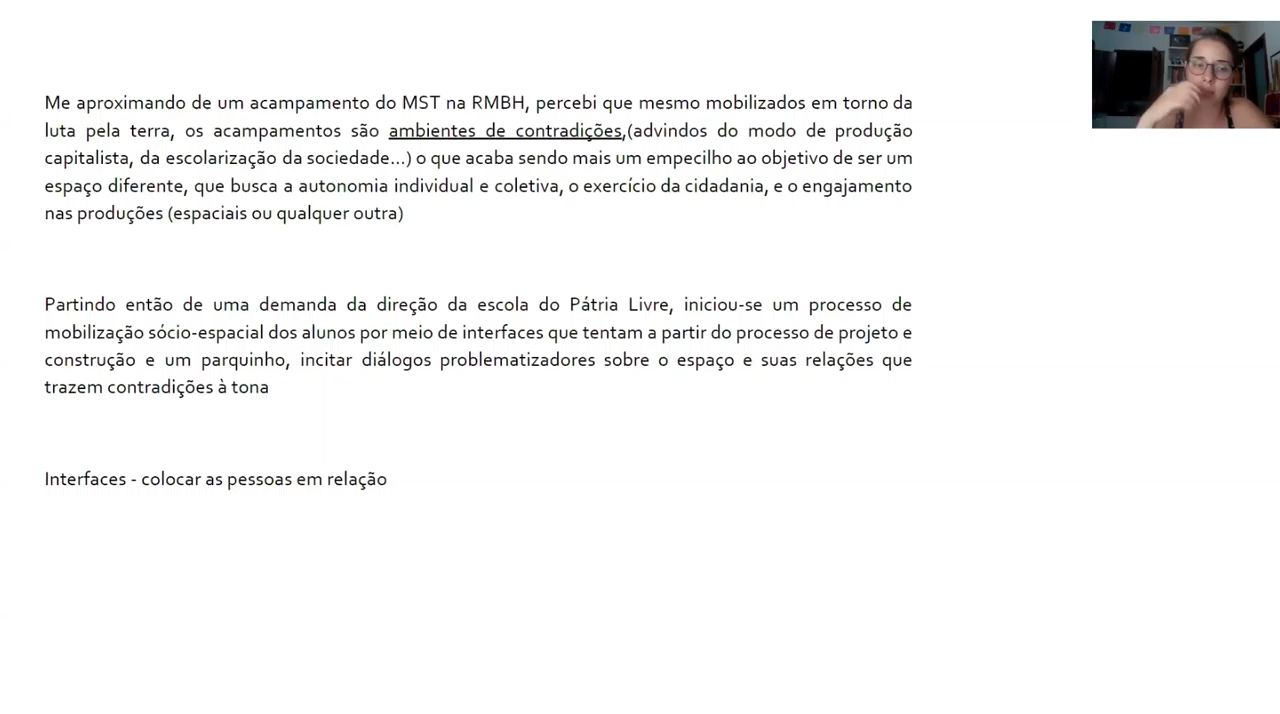 Me aproximando de um acampamento do MST na RMBH, percebi que mesmo mobilizados em torno da
luta pela terra, os acampamentos são ambientes de contradições,(advindos do modo de produção
capitalista, da escolarização da sociedade...) o que acaba sendo mais um empecilho ao objetivo de ser um
espaço diferente, que busca a autonomia individual e coletiva, o exercício da cidadania, e o engajamento
nas produções (espaciais ou qualquer outra)
Partindo então de uma demanda da direção da escola do Pátria Livre, iniciou-se um processo de
mobilização sócio-espacial dos alunos por meio de interfaces que tentam a partir do processo de projeto e
construção e um parquinho, incitar diálogos problematizadores sobre o espaço e suas relações que
trazem contradições à tona
Interfaces - colocar as pessoas em relação